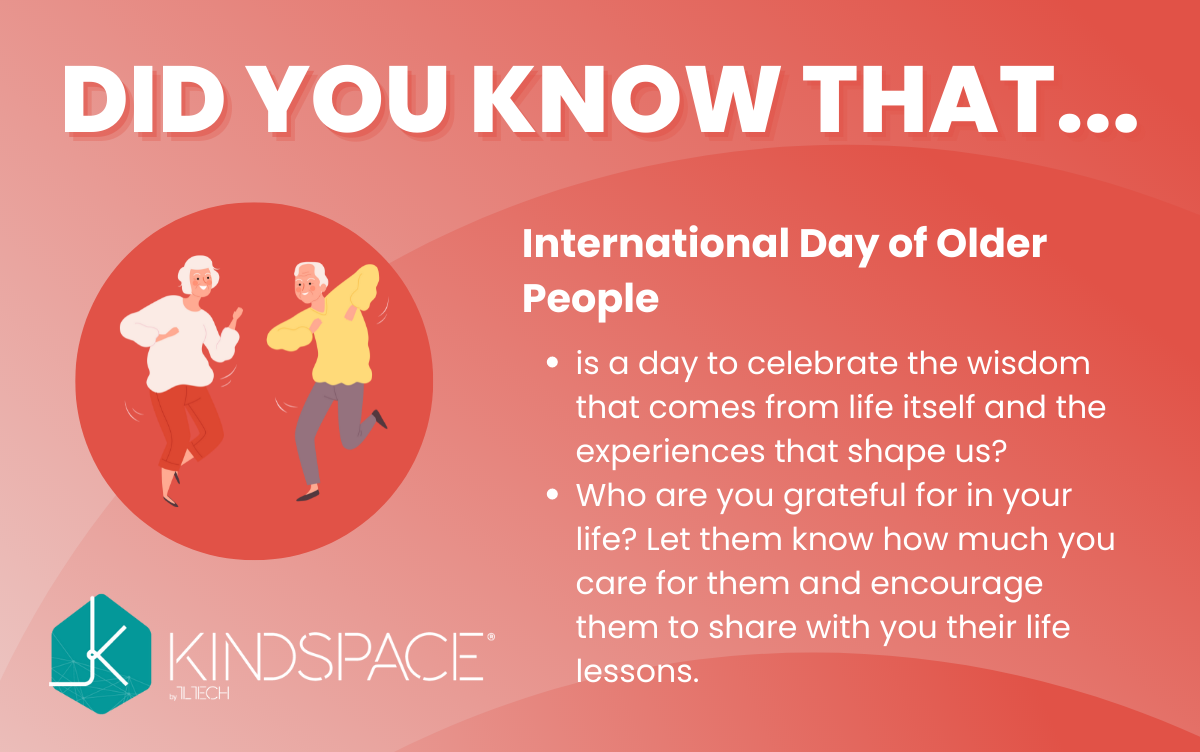 DID YOU KNOW THAT...
International Day of Older
People
• is a day to celebrate the wisdom
that comes from life itself and the
experiences that shape us?
• Who are you grateful for in your
life? Let them know how much you
care for them and encourage
them to share with you their life
lessons.
KINDSPACE®
by TLTECH